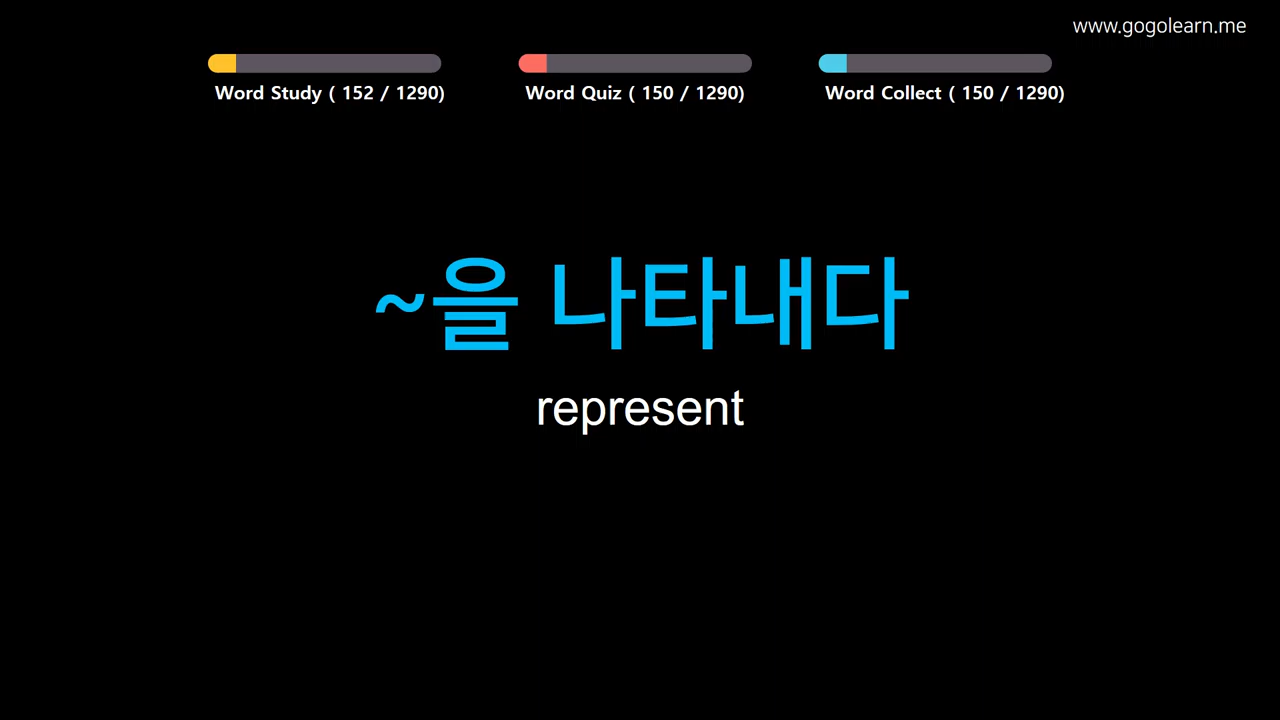 www.gogolearn.me
Word Study ( 152 / 1290)
Word Quiz ( 150 / 1290)
Word Collect ( 150 / 1290)
~을 나타내다
represent